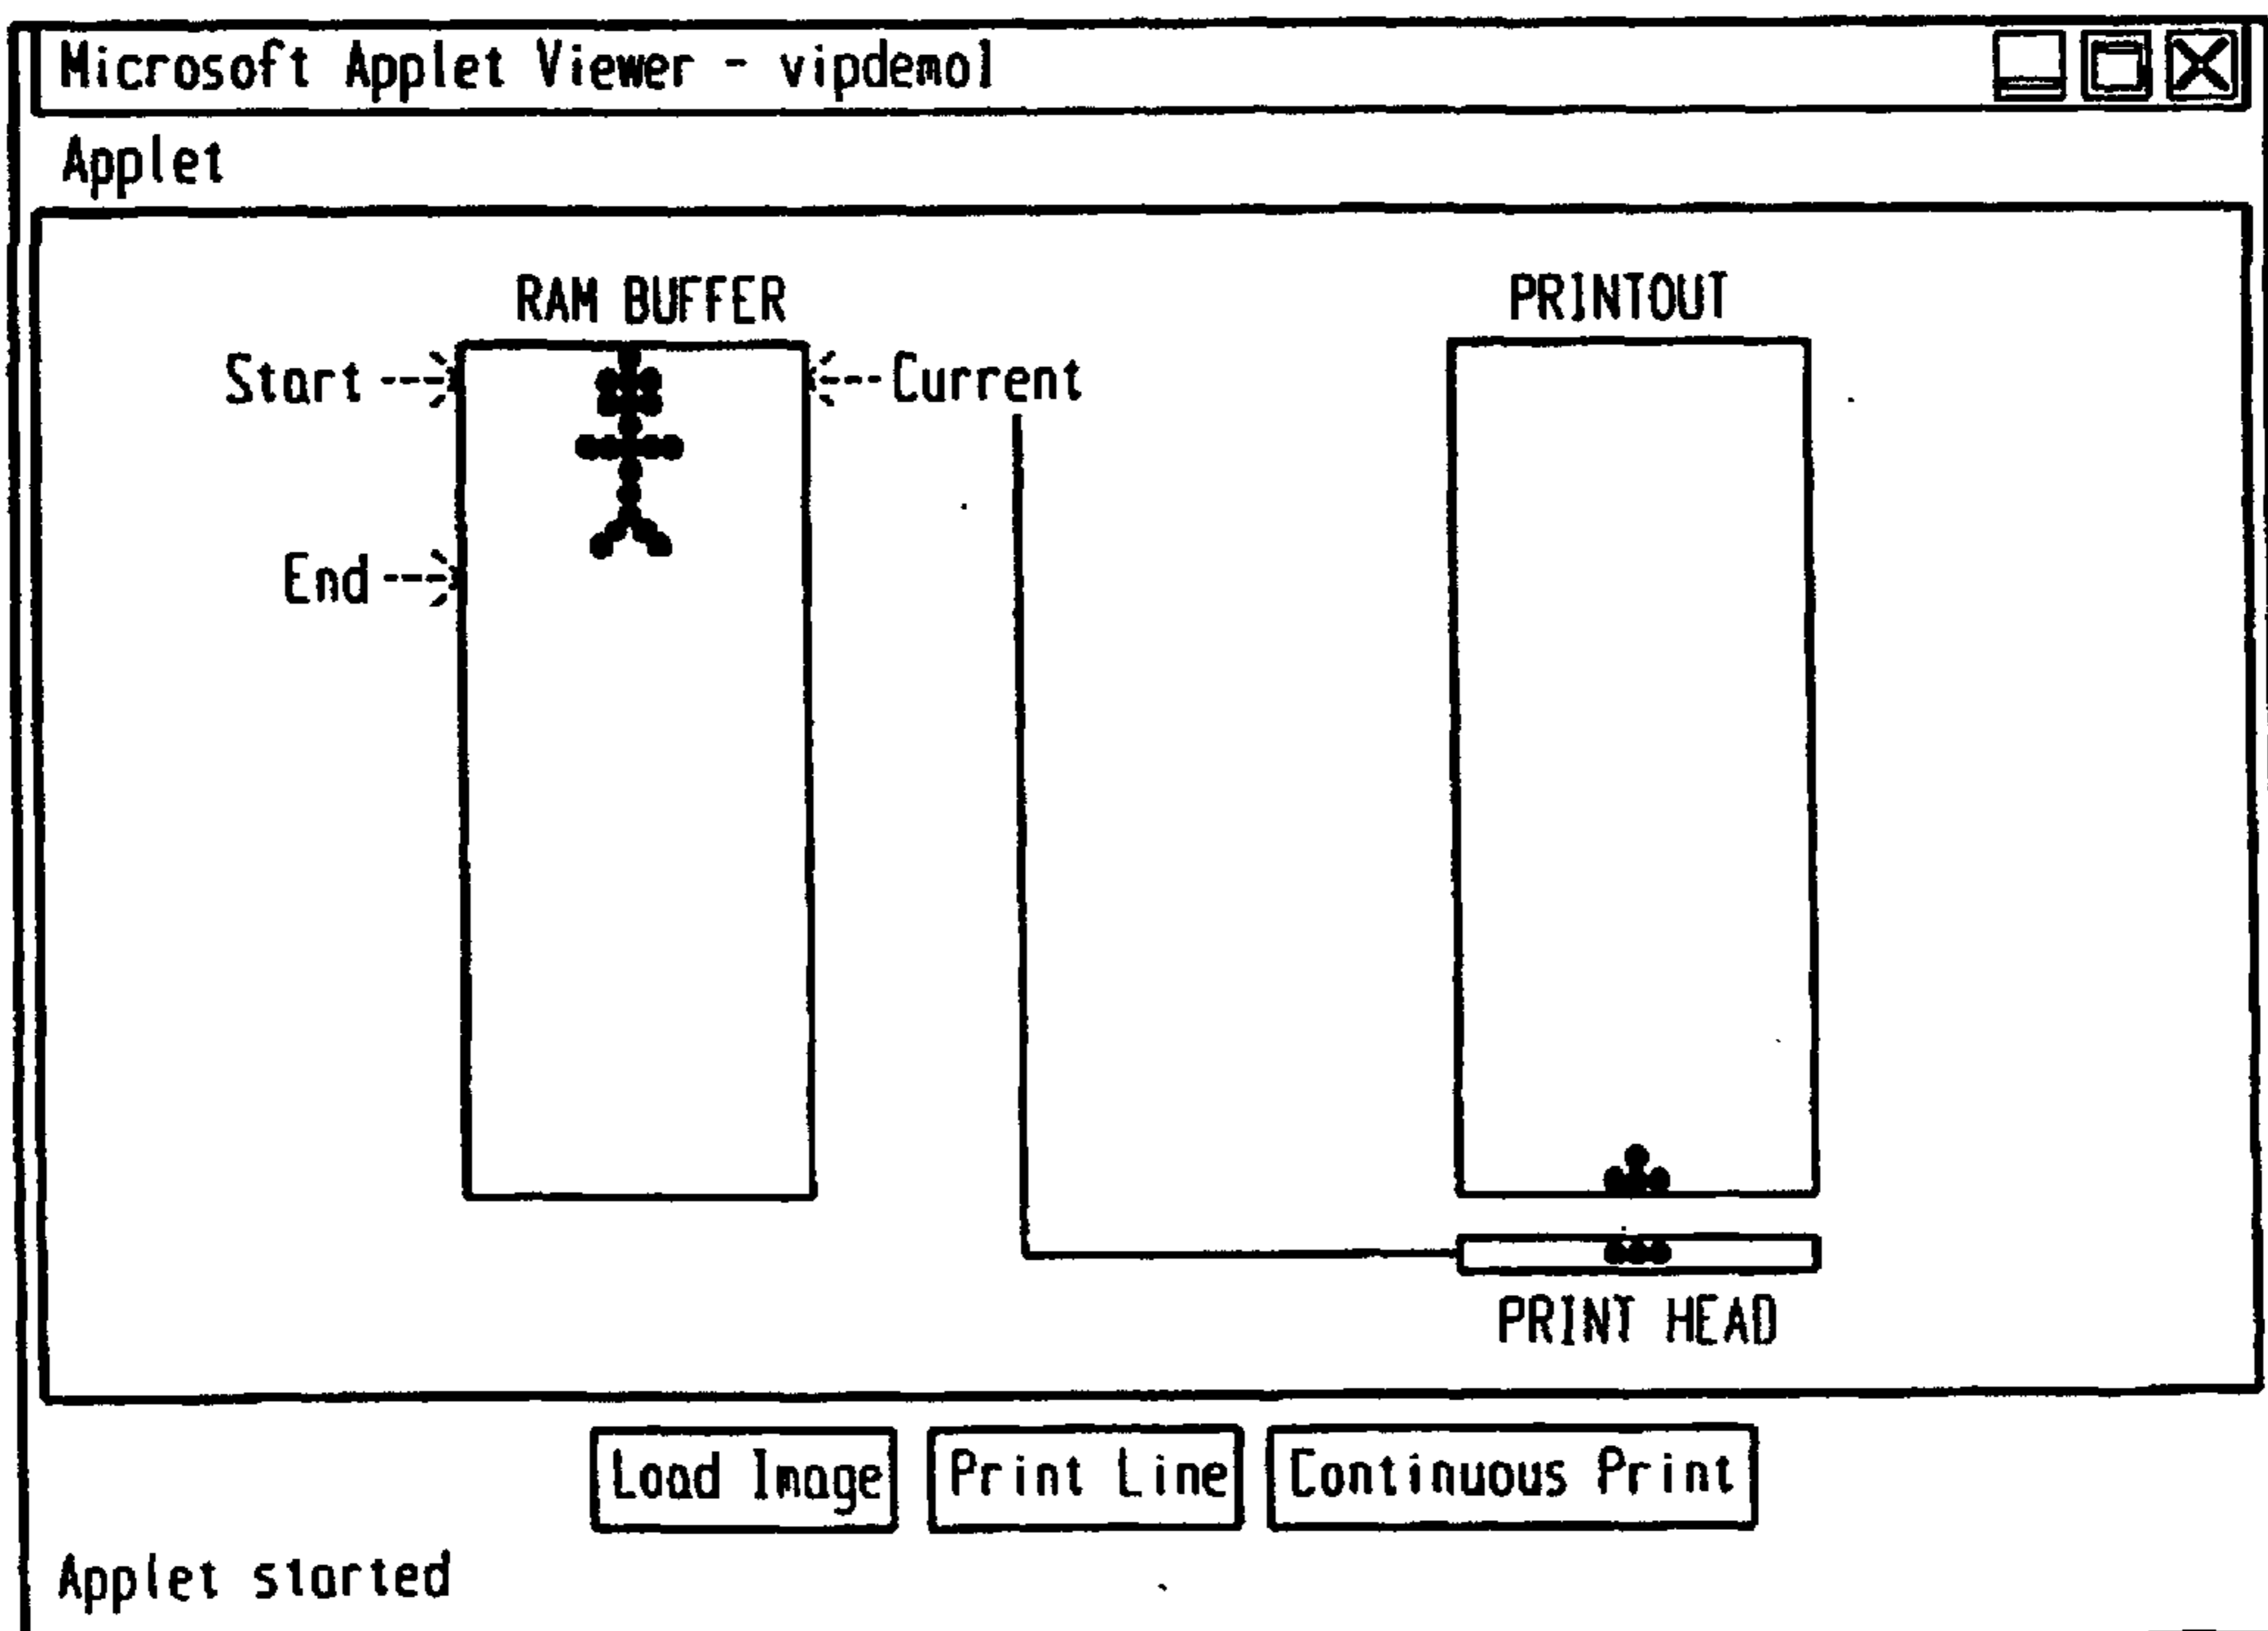 Microsoft Applet Viewer - vipdemo1
Applet
RAM BUFFER
PRINTOUT
Start
Current
End
PRINT HEAD
Load Image
Print Line
Continuous Print
Applet started